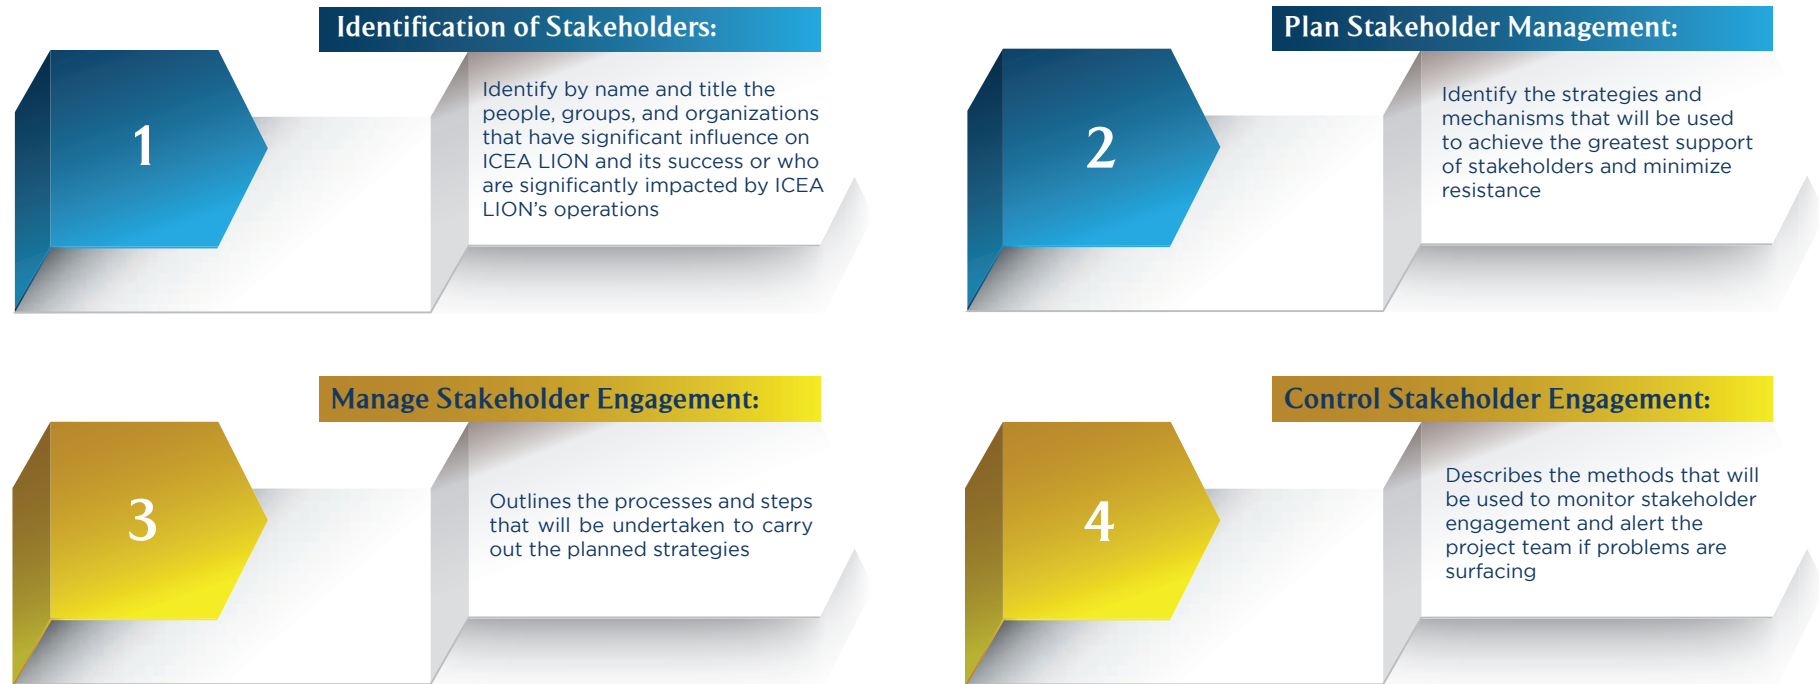 Identification of Stakeholders:
1
Identify by name and title the
people, groups, and organizations
that have significant influence on
ICEA LION and its success or who
are significantly impacted by ICEA
LION's operations
Plan Stakeholder Management:
2
Identify the strategies and
mechanisms that will be used
to achieve the greatest support
of stakeholders and minimize
resistance
Manage Stakeholder Engagement:
3
Outlines the processes and steps
that will be undertaken to carry
out the planned strategies
Control Stakeholder Engagement:
4
Describes the methods that will
be used to monitor stakeholder
engagement and alert the
project team if problems are
surfacing